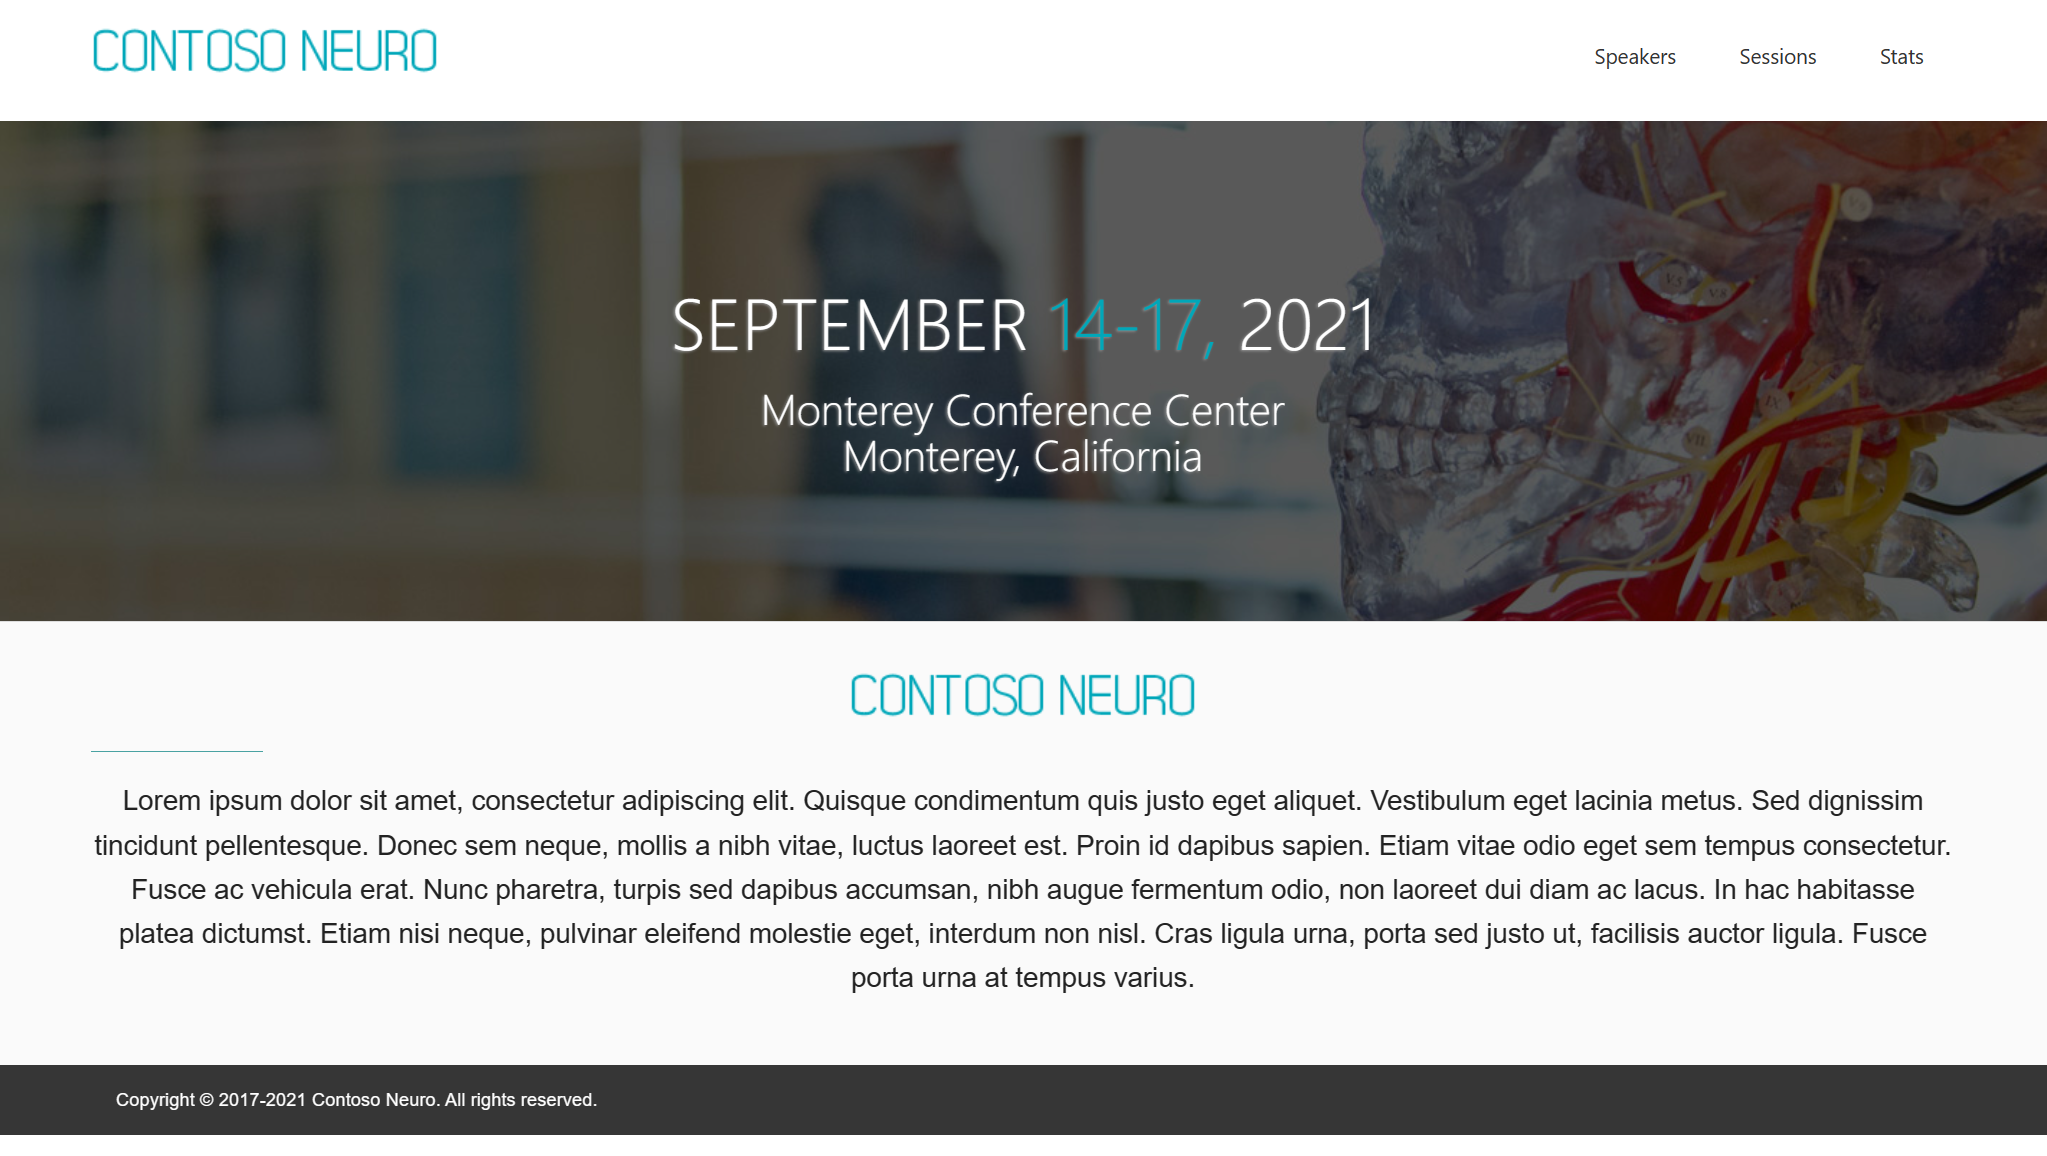 CONTOSO NEURO
Speakers Sessions Stats
SEPTEMBER 14-17, 2021
Monterey Conference Center
Monterey, California
V3
V5
V8
IX
VII
CONTOSO NEURO
Lorem ipsum dolor sit amet, consectetur adipiscing elit. Quisque condimentum quis justo eget aliquet. Vestibulum eget lacinia metus. Sed dignissim
tincidunt pellentesque. Donec sem neque, mollis a nibh vitae, luctus laoreet est. Proin id dapibus sapien. Etiam vitae odio eget sem tempus consectetur.
Fusce ac vehicula erat. Nunc pharetra, turpis sed dapibus accumsan, nibh augue fermentum odio, non laoreet dui diam ac lacus. In hac habitasse
platea dictumst. Etiam nisi neque, pulvinar eleifend molestie eget, interdum non nisl. Cras ligula urna, porta sed justo ut, facilisis auctor ligula. Fusce
porta urna at tempus varius.
Copyright © 2017-2021 Contoso Neuro. All rights reserved.